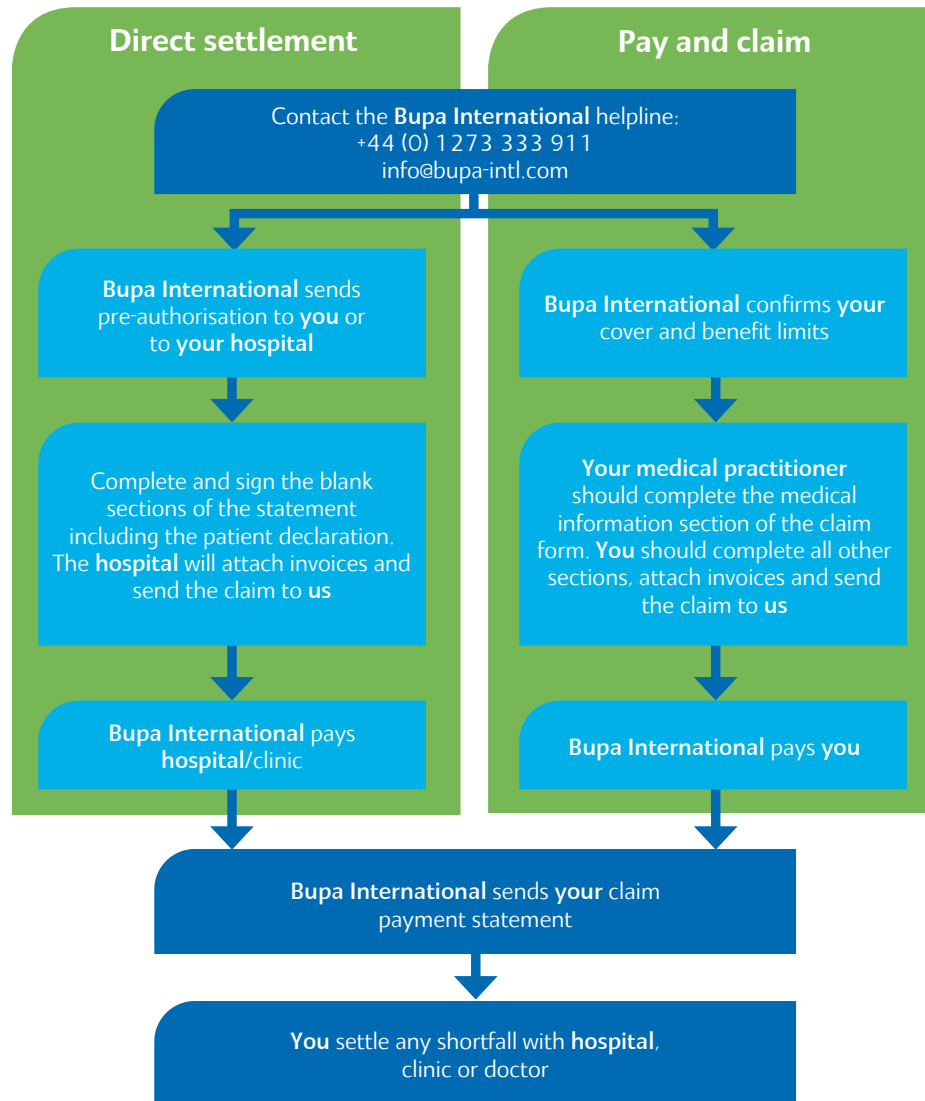 Direct settlement
Pay and claim
Contact the Bupa International helpline:
+44 (0) 1273 333 911
info@bupa-intl.com
Bupa International sends
pre-authorisation to you or
to your hospital
Bupa International confirms your
cover and benefit limits
Complete and sign the blank
sections of the statement
including the patient declaration.
The hospital will attach invoices and
send the claim to us
Your medical practitioner
should complete the medical
information section of the claim
form. You should complete all other
sections, attach invoices and send
the claim to us
Bupa International pays
hospital/clinic
Bupa International pays you
Bupa International sends your claim
payment statement
You settle any shortfall with hospital,
clinic or doctor